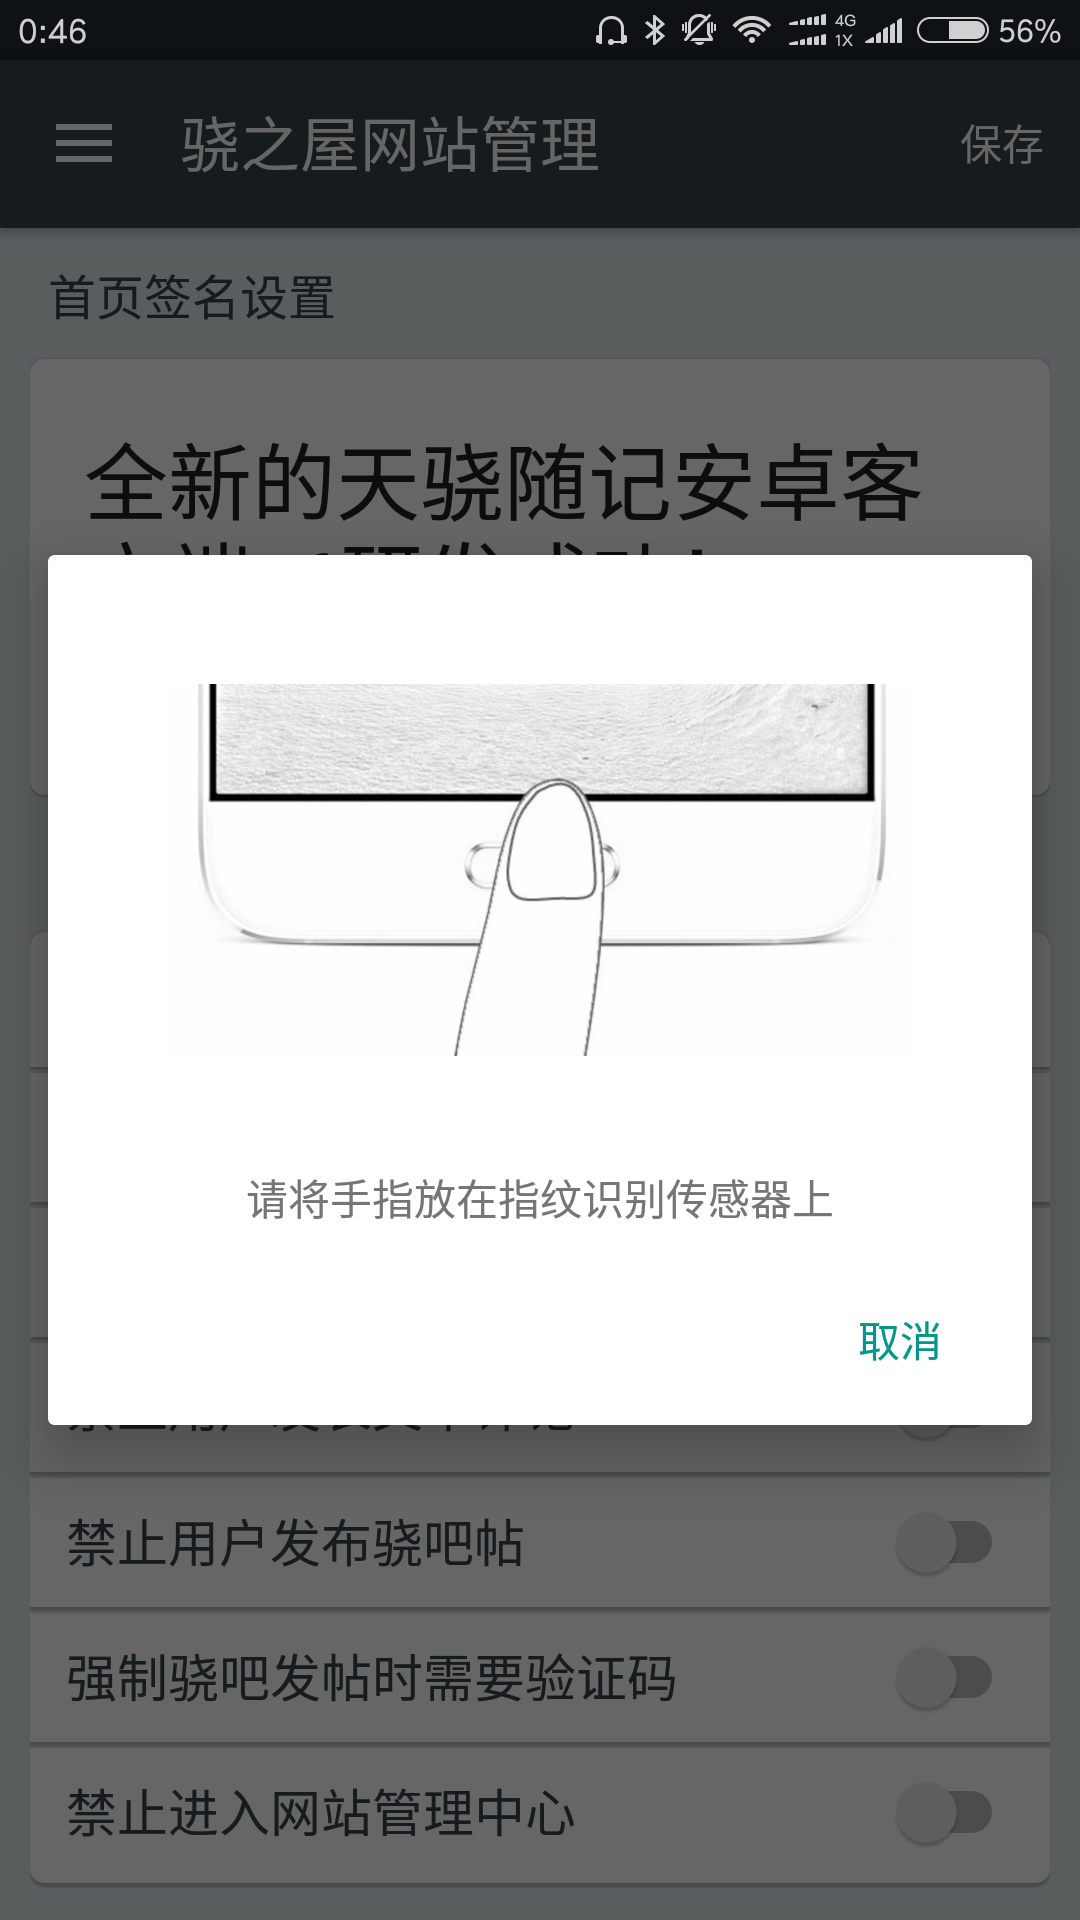 0:46
4G
1X
56%
骁之屋网站管理
保存
首页签名设置
全新的天骁随记安卓客
请将手指放在指纹识别传感器上
取消
禁止用户发布骁吧帖
强制骁吧发帖时需要验证码
禁止进入网站管理中心